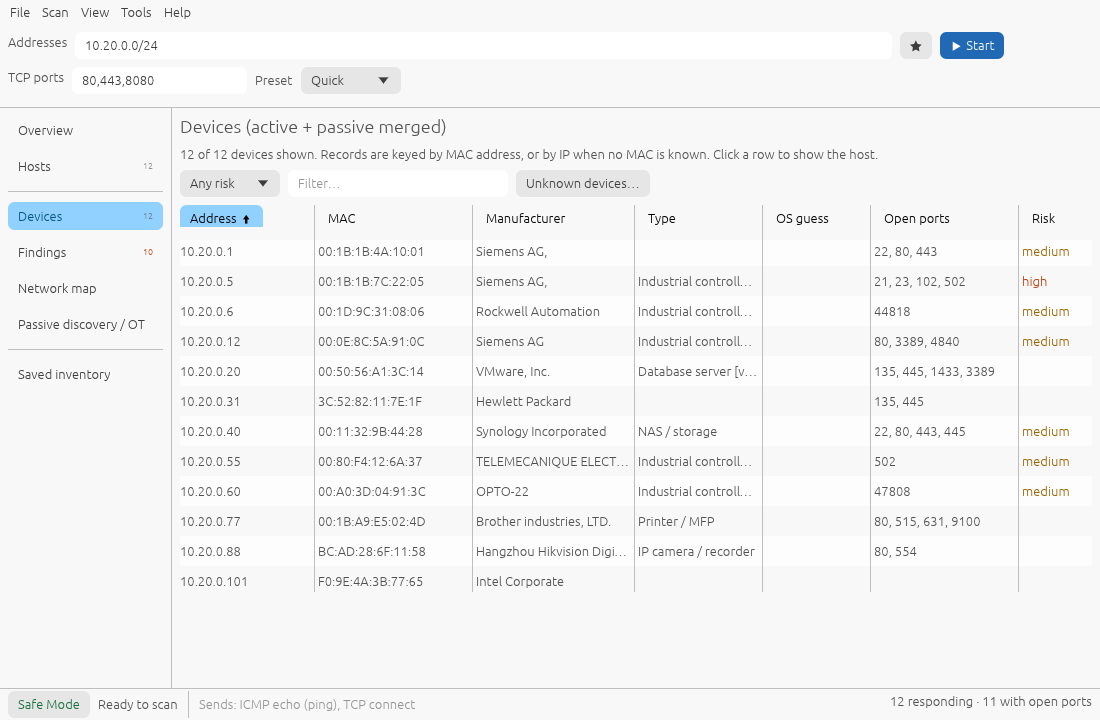 File Scan View Tools Help
Addresses 10.20.0.0/24 ★ ▶ Start
TCP ports 80,443,8080 Preset Quick
Overview
Hosts 12
Devices 12
Findings 10
Network map
Passive discovery / OT
Saved inventory
Devices (active + passive merged)
12 of 12 devices shown. Records are keyed by MAC address, or by IP when no MAC is known. Click a row to show the host.
Any risk Filter… Unknown devices…
Address MAC Manufacturer Type OS guess Open ports Risk
10.20.0.1 00:1B:1B:4A:10:01 Siemens AG, 22, 80, 443 medium
10.20.0.5 00:1B:1B:7C:22:05 Siemens AG, Industrial controll… 21, 23, 102, 502 high
10.20.0.6 00:1D:9C:31:08:06 Rockwell Automation Industrial controll… 44818 medium
10.20.0.12 00:0E:8C:5A:91:0C Siemens AG Industrial controll… 80, 3389, 4840 medium
10.20.0.20 00:50:56:A1:3C:14 VMware, Inc. Database server [v… 135, 445, 1433, 3389
10.20.0.31 3C:52:82:11:7E:1F Hewlett Packard 135, 445
10.20.0.40 00:11:32:9B:44:28 Synology Incorporated NAS / storage 22, 80, 443, 445 medium
10.20.0.55 00:80:F4:12:6A:37 TELEMECANIQUE ELECT… Industrial controll… 502 medium
10.20.0.60 00:A0:3D:04:91:3C OPTO-22 Industrial controll… 47808 medium
10.20.0.77 00:1B:A9:E5:02:4D Brother industries, LTD. Printer / MFP 80, 515, 631, 9100
10.20.0.88 BC:AD:28:6F:11:58 Hangzhou Hikvision Digi… IP camera / recorder 80, 554
10.20.0.101 F0:9E:4A:3B:77:65 Intel Corporate
Safe Mode Ready to scan Sends: ICMP echo (ping), TCP connect 12 responding · 11 with open ports